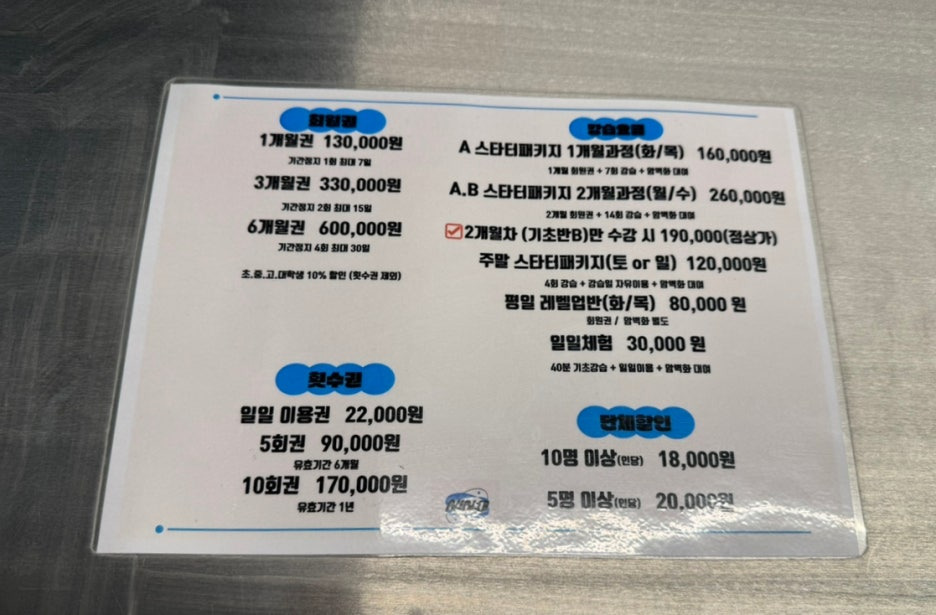 회원권
1개월권 130,000원
기간정지 1회 최대 7일
3개월권 330,000원
기간정지 2회 최대 15일
6개월권 600,000원
기간정지 4회 최대 30일
초.중.고.대학생 10% 할인 (횟수권 제외)
횟수권
일일 이용권 22,000원
5회권 90,000원
유효기간 6개월
10회권 170,000원
유효기간 1년
강습요금
A 스타터패키지 1개월과정(화/목) 160,000원
1개월 회원권 + 7회 강습 + 암벽화 대여
A.B 스타터패키지 2개월과정(월/수) 260,000원
2개월 회원권 + 14회 강습 + 암벽화 대여
2개월차 (기초반B)만 수강 시 190,000(정상가)
주말 스타터패키지(토 or 일) 120,000원
4회 강습 + 강습일 자유이용 + 암벽화 대여
평일 레벨업반(화/목) 80,000 원
회원권 / 암벽화 별도
일일체험 30,000 원
40분 기초강습 + 일일이용 + 암벽화 대여
단체할인
10명 이상(인당) 18,000원
5명 이상(인당) 20,000원